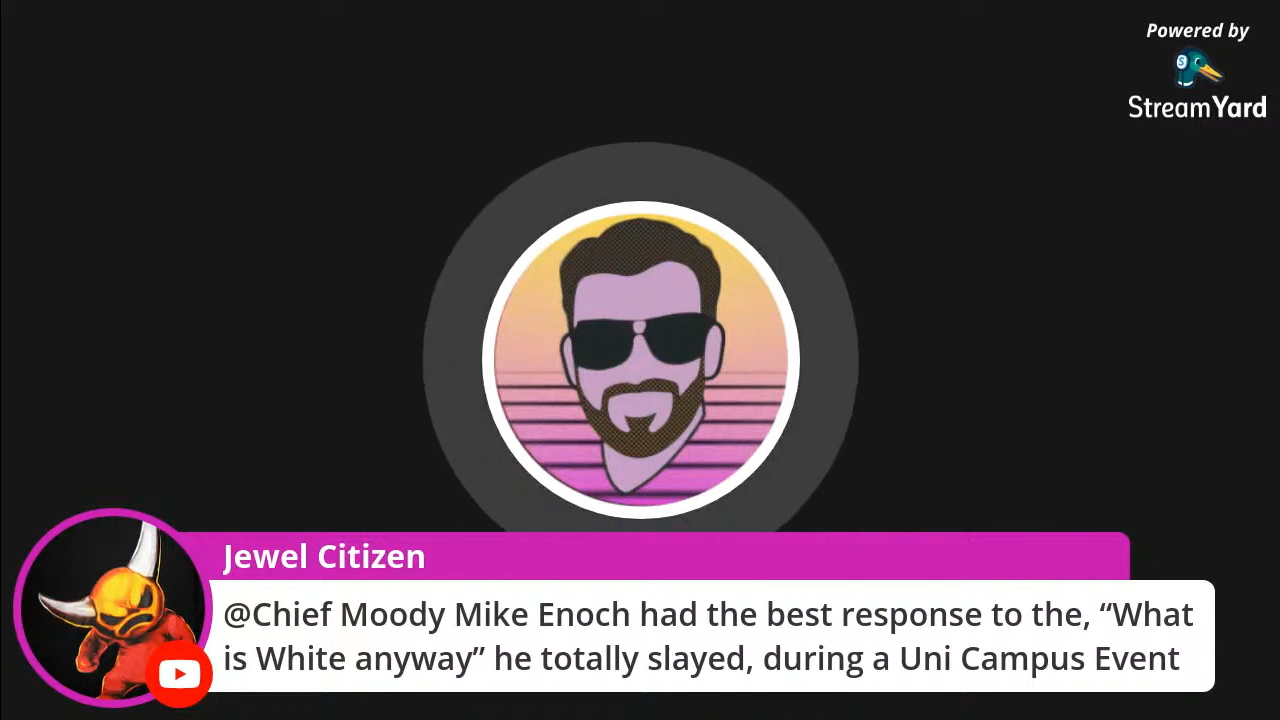 Powered by
S
StreamYard
Jewel Citizen
@Chief Moody Mike Enoch had the best response to the, “What
is White anyway” he totally slayed, during a Uni Campus Event